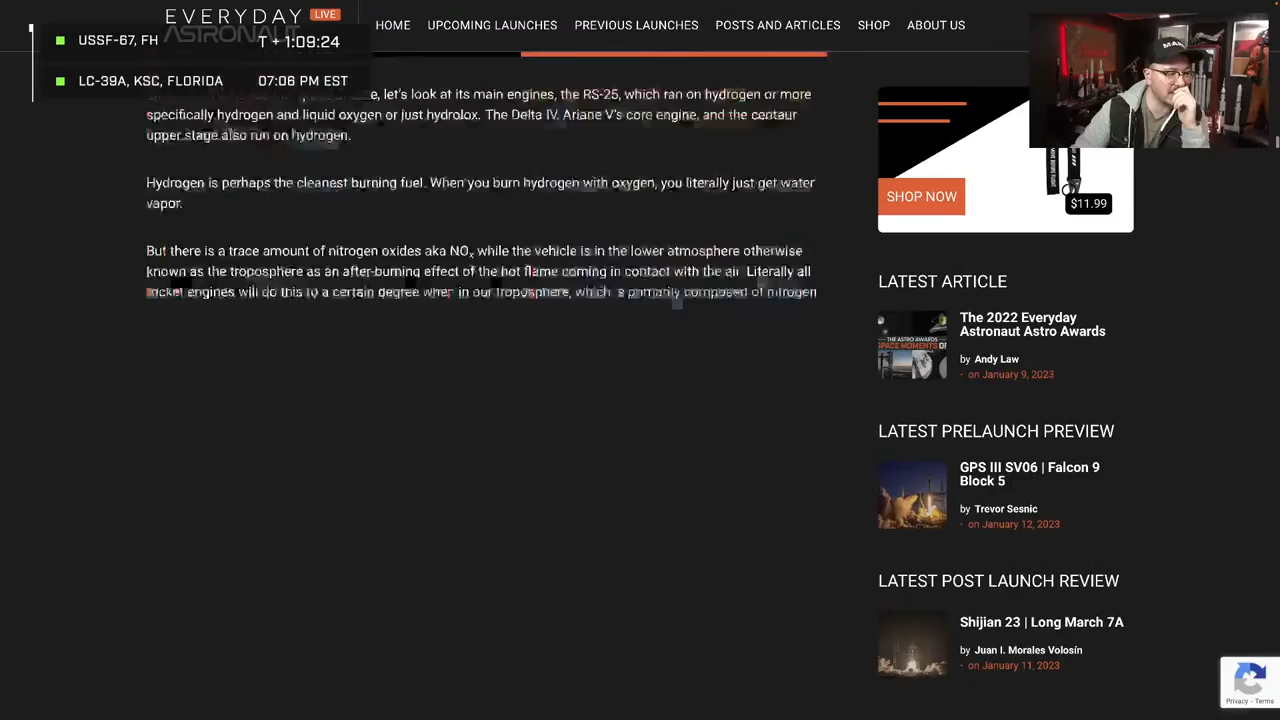 EVERYDAY LIVE
ASTRONAUT
USSF-67, FH T + 1:09:24
LC-39A, KSC, FLORIDA 07:06 PM EST
HOME UPCOMING LAUNCHES PREVIOUS LAUNCHES POSTS AND ARTICLES SHOP ABOUT US
let's look at its main engines, the RS-25, which ran on hydrogen or more
specifically hydrogen and liquid oxygen or just hydrolox. The Delta IV, Ariane V's core engine, and the centaur
upper stage also run on hydrogen.
Hydrogen is perhaps the cleanest burning fuel. When you burn hydrogen with oxygen, you literally just get water
vapor.
But there is a trace amount of nitrogen oxides aka NOx while the vehicle is in the lower atmosphere otherwise
known as the troposphere as an after-burning effect of the hot flame coming in contact with the air. Literally all
engines will do this to a certain degree when in our troposphere, which is primarily composed of nitrogen
SHOP NOW
$11.99
LATEST ARTICLE
The 2022 Everyday
Astronaut Astro Awards
by Andy Law
· on January 9, 2023
THE ASTRO AWARDS
SPACE MOMENTS OF
LATEST PRELAUNCH PREVIEW
GPS III SV06 | Falcon 9
Block 5
by Trevor Sesnic
· on January 12, 2023
LATEST POST LAUNCH REVIEW
Shijian 23 | Long March 7A
by Juan I. Morales Volosín
· on January 11, 2023
Privacy - Terms